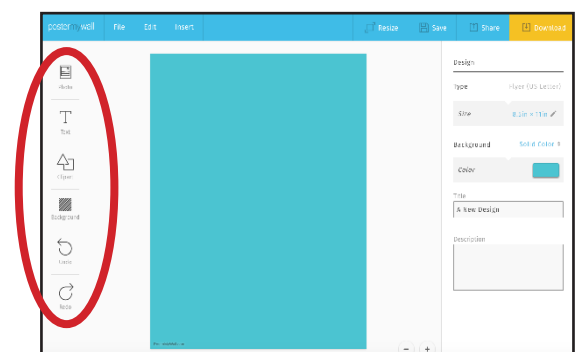 postermywall File Edit Insert Resize Save Share Download
Photo
Text
Clipart
Background
Undo
Redo
Design
Type Flyer (US Letter)
Size 8.5in × 11in
Background Solid Color
Color
Title
A New Design
Description